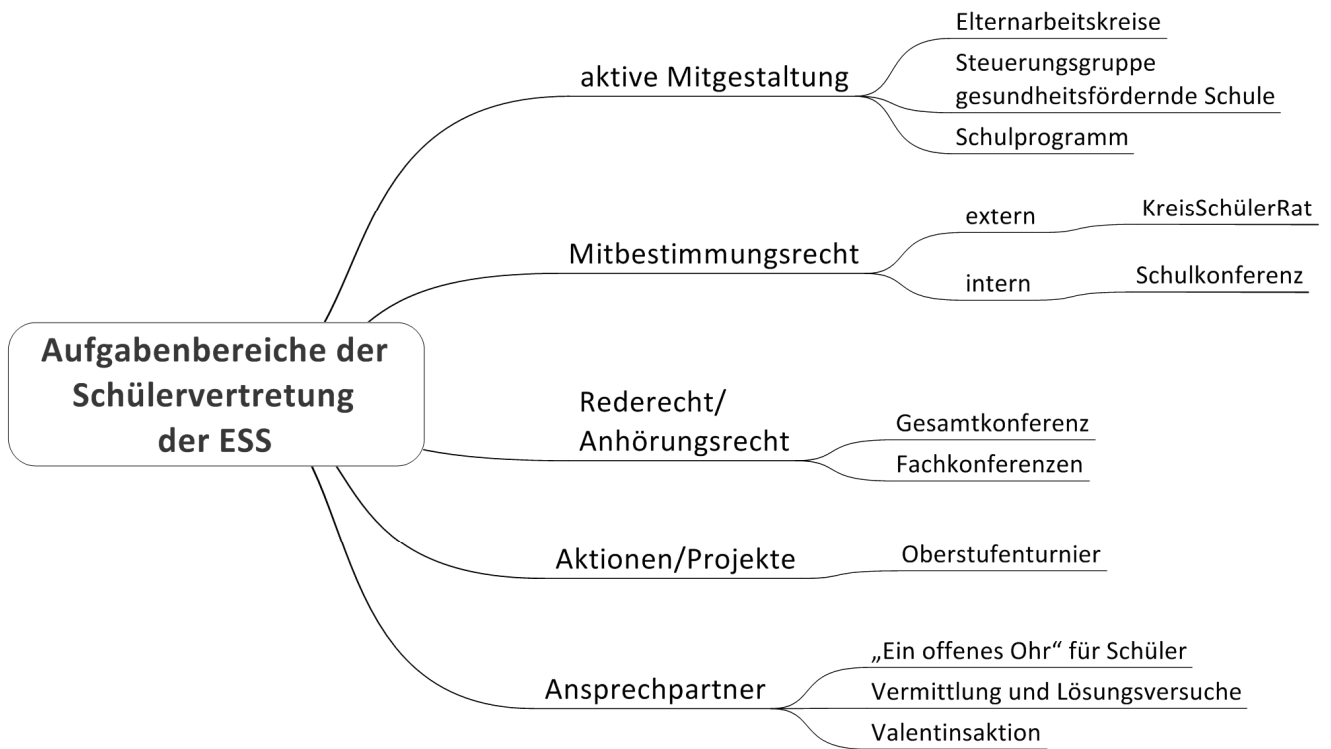 Aufgabenbereiche der
Schülervertretung
der ESS
aktive Mitgestaltung
Elternarbeitskreise
Steuerungsgruppe
gesundheitsfördernde Schule
Schulprogramm
Mitbestimmungsrecht
extern
KreisSchülerRat
intern
Schulkonferenz
Rederecht/
Anhörungsrecht
Gesamtkonferenz
Fachkonferenzen
Aktionen/Projekte
Oberstufenturnier
Ansprechpartner
„Ein offenes Ohr“ für Schüler
Vermittlung und Lösungsversuche
Valentinsaktion